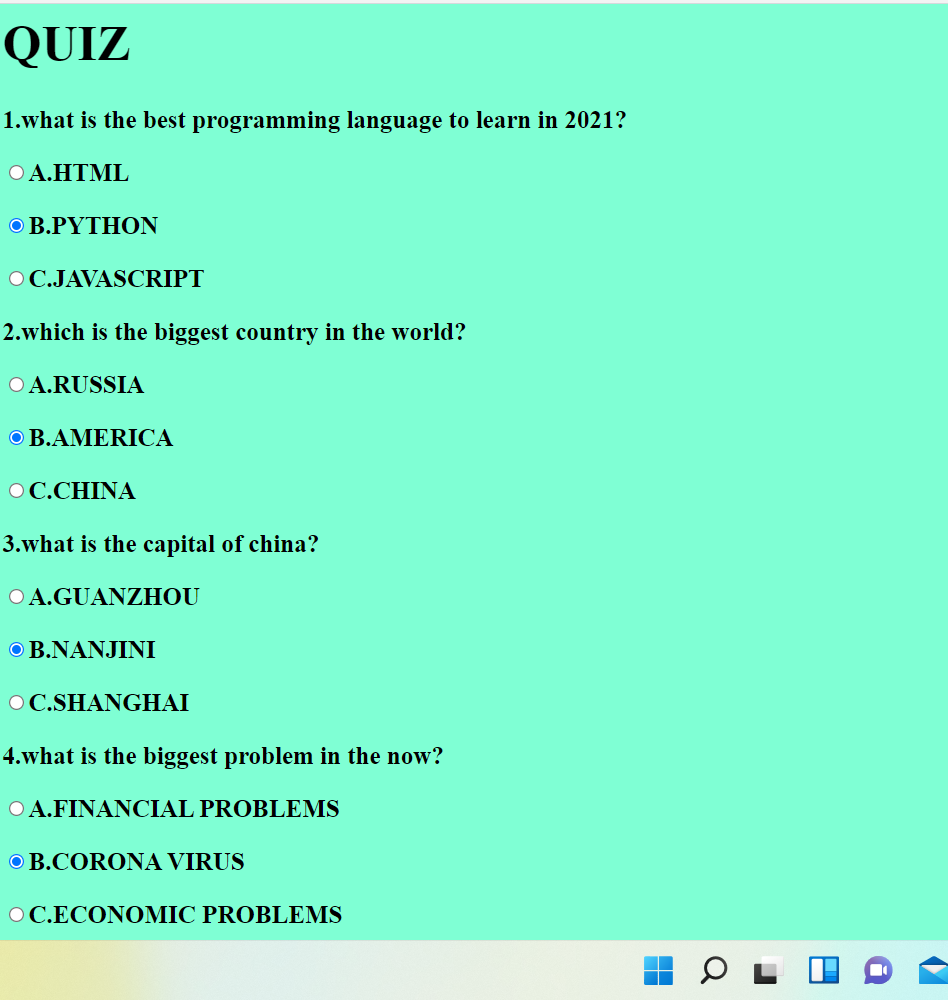 QUIZ
1.what is the best programming language to learn in 2021?
A.HTML
B.PYTHON
C.JAVASCRIPT
2.which is the biggest country in the world?
A.RUSSIA
B.AMERICA
C.CHINA
3.what is the capital of china?
A.GUANZHOU
B.NANJINI
C.SHANGHAI
4.what is the biggest problem in the now?
A.FINANCIAL PROBLEMS
B.CORONA VIRUS
C.ECONOMIC PROBLEMS